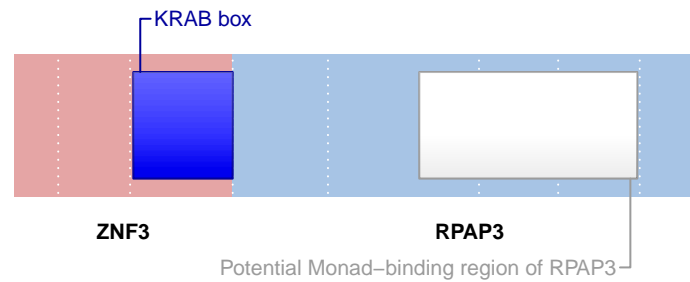 KRAB box
ZNF3 RPAP3
Potential Monad−binding region of RPAP3